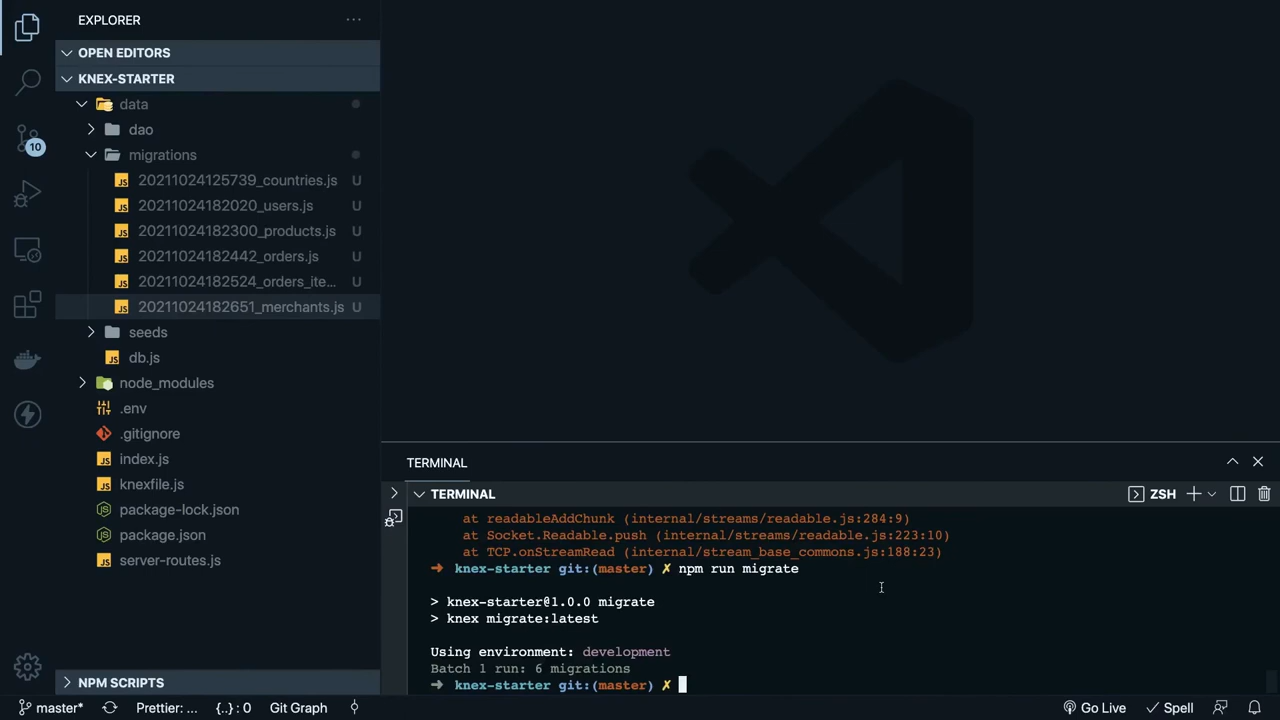 EXPLORER
OPEN EDITORS
KNEX-STARTER
data
dao
migrations
20211024125739_countries.js U
20211024182020_users.js U
20211024182300_products.js U
20211024182442_orders.js U
20211024182524_orders_ite... U
20211024182651_merchants.js U
seeds
db.js
node_modules
.env
.gitignore
index.js
knexfile.js
package-lock.json
package.json
server-routes.js
NPM SCRIPTS
10
TERMINAL
TERMINAL
ZSH
at readableAddChunk (internal/streams/readable.js:284:9)
at Socket.Readable.push (internal/streams/readable.js:223:10)
at TCP.onStreamRead (internal/stream_base_commons.js:188:23)
➜ knex-starter git:(master) ✗ npm run migrate
> knex-starter@1.0.0 migrate
> knex migrate:latest
Using environment: development
Batch 1 run: 6 migrations
➜ knex-starter git:(master) ✗
master* Prettier: ... {..} : 0 Git Graph Go Live Spell